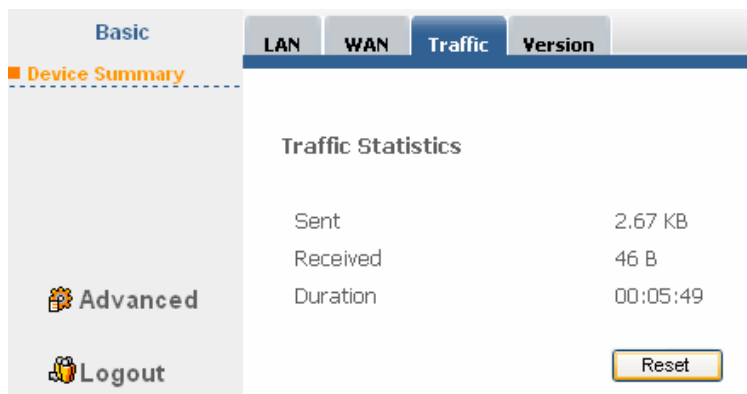 Basic
LAN WAN Traffic Version
Device Summary
Traffic Statistics
Sent 2.67 KB
Received 46 B
Duration 00:05:49
Advanced
Reset
Logout